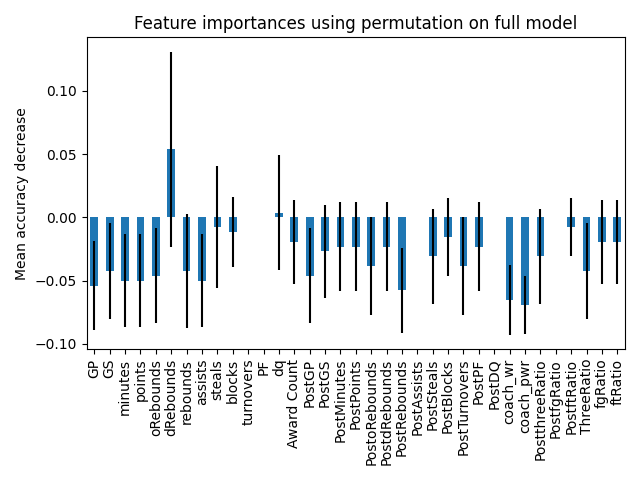 Feature importances using permutation on full model
Mean accuracy decrease
0.10
0.05
0.00
−0.05
−0.10
GP
GS
minutes
points
oRebounds
dRebounds
rebounds
assists
steals
blocks
turnovers
PF
dq
Award Count
PostGP
PostGS
PostMinutes
PostPoints
PostoRebounds
PostdRebounds
PostRebounds
PostAssists
PostSteals
PostBlocks
PostTurnovers
PostPF
PostDQ
coach_wr
coach_pwr
PostthreeRatio
PostfgRatio
PostftRatio
ThreeRatio
fgRatio
ftRatio